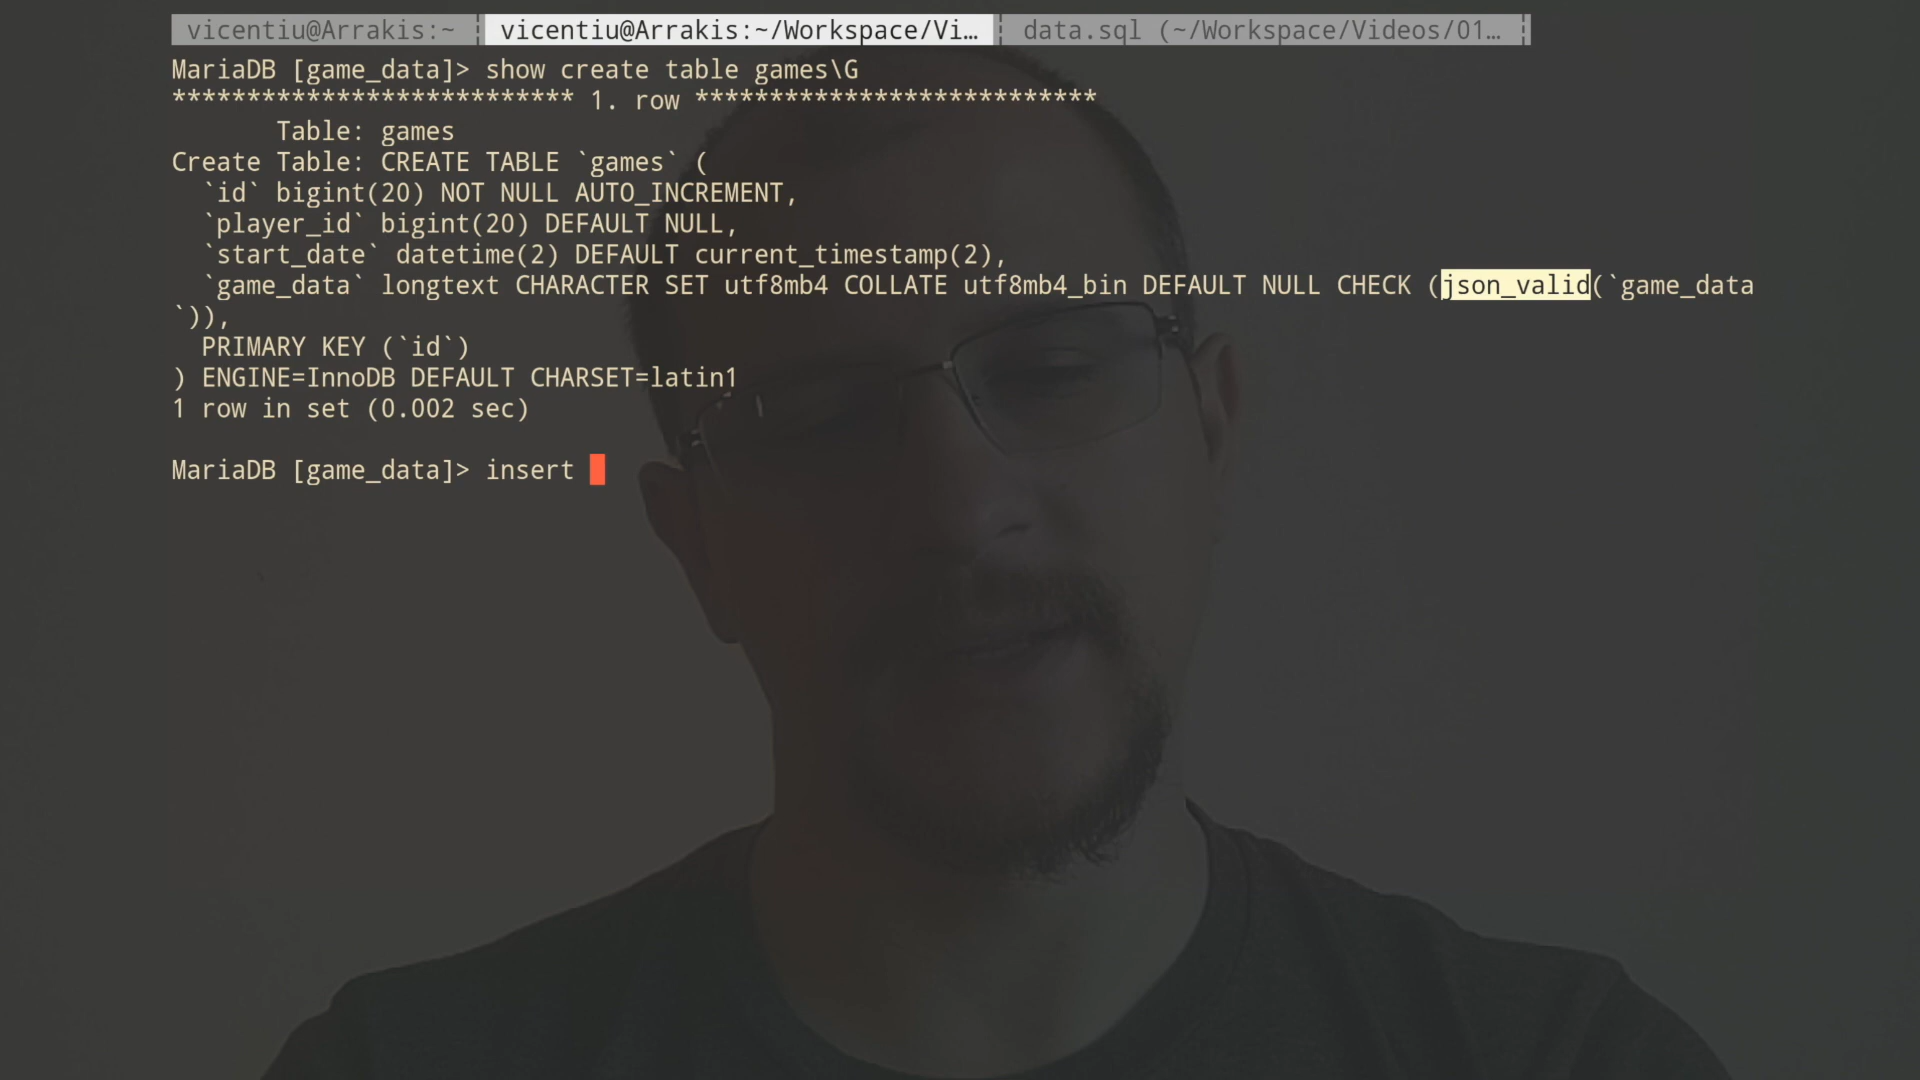 vicentiu@Arrakis:~ vicentiu@Arrakis:~/Workspace/Vi… data.sql (~/Workspace/Videos/01…
MariaDB [game_data]> show create table games\G
*************************** 1. row ***************************
       Table: games
Create Table: CREATE TABLE `games` (
  `id` bigint(20) NOT NULL AUTO_INCREMENT,
  `player_id` bigint(20) DEFAULT NULL,
  `start_date` datetime(2) DEFAULT current_timestamp(2),
  `game_data` longtext CHARACTER SET utf8mb4 COLLATE utf8mb4_bin DEFAULT NULL CHECK (json_valid(`game_data
`)),
  PRIMARY KEY (`id`)
) ENGINE=InnoDB DEFAULT CHARSET=latin1
1 row in set (0.002 sec)
MariaDB [game_data]> insert